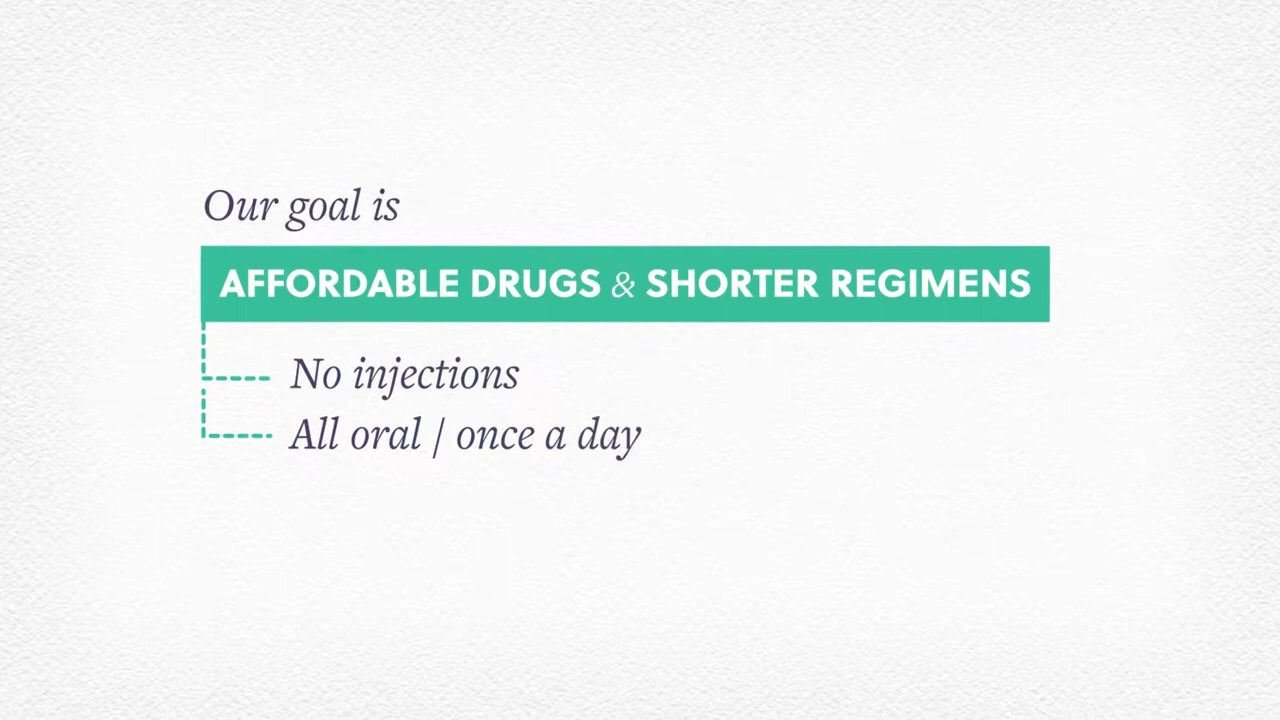 Our goal is
AFFORDABLE DRUGS & SHORTER REGIMENS
No injections
All oral / once a day